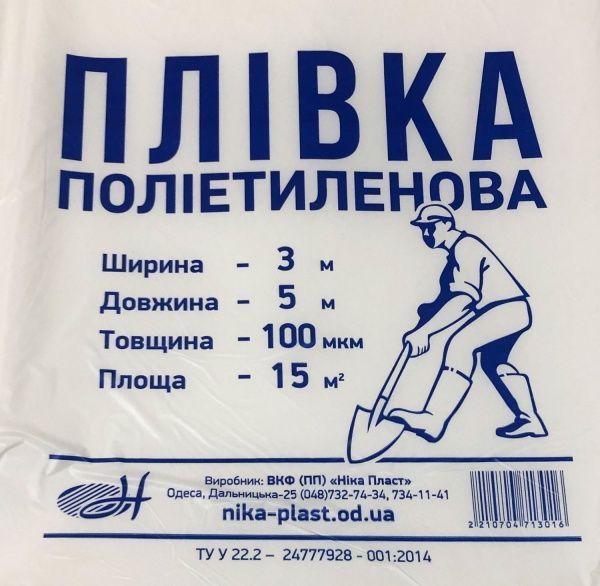 ПЛІВКА
ПОЛІЕТИЛЕНОВА
Ширина - 3 м
Довжина - 5 м
Товщина - 100 мкм
Площа - 15 м²
Виробник: ВКФ (ПП) «Ніка Пласт»
Одеса, Дальницька-25 (048)732-74-34, 734-11-41
nika-plast.od.ua
2210704713016
ТУ У 22.2 – 24777928 - 001:2014